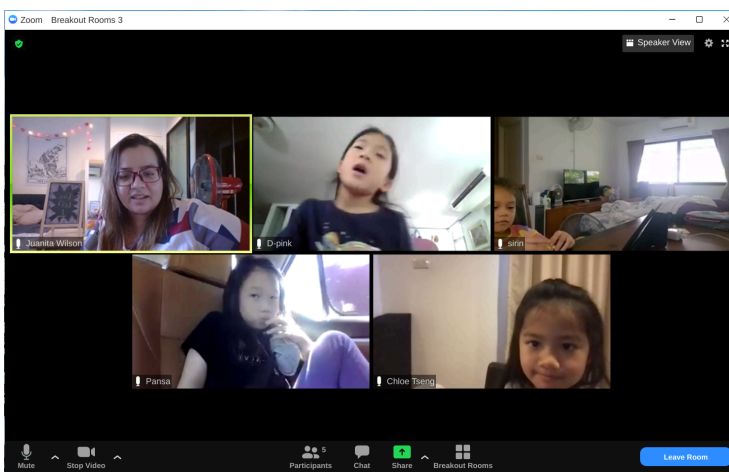 Zoom Breakout Rooms 3
Speaker View
Juanita Wilson
D-pink
sirin
Pansa
Chloe Tseng
Mute
Stop Video
Participants
5
Chat
Share
Breakout Rooms
Leave Room